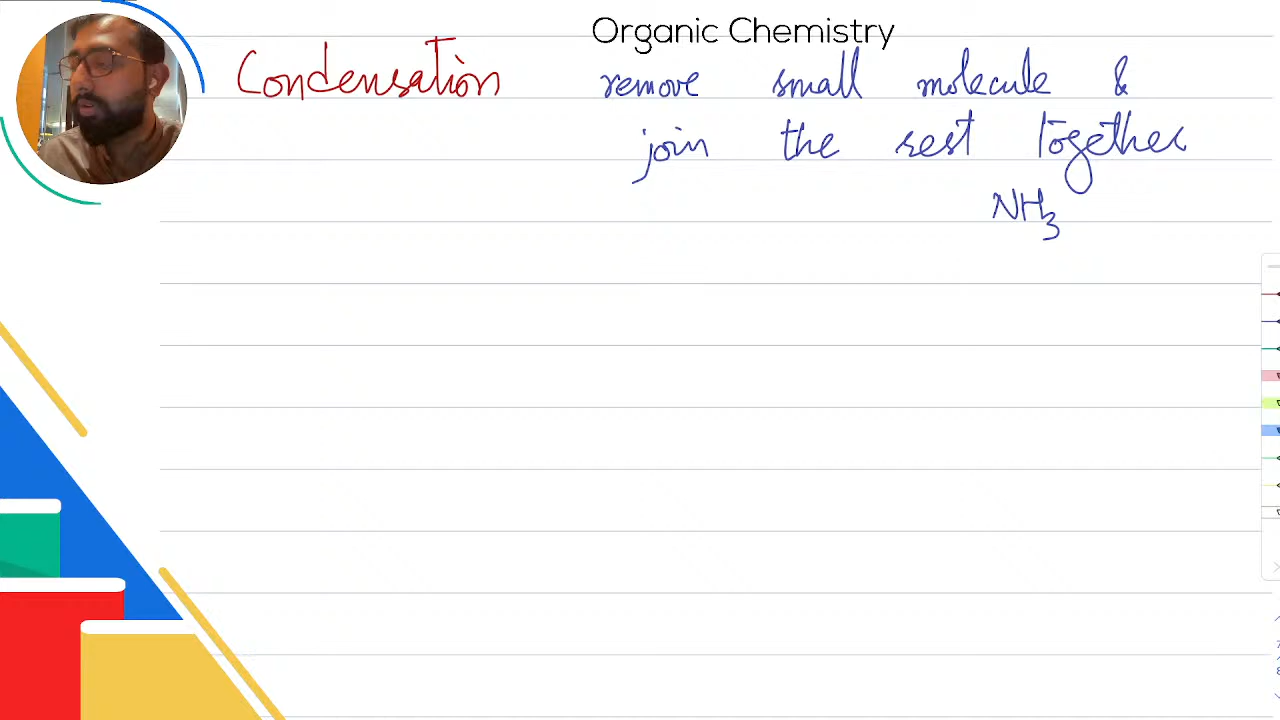 Organic Chemistry
Condensation remove small molecule &
join the rest together
NH3